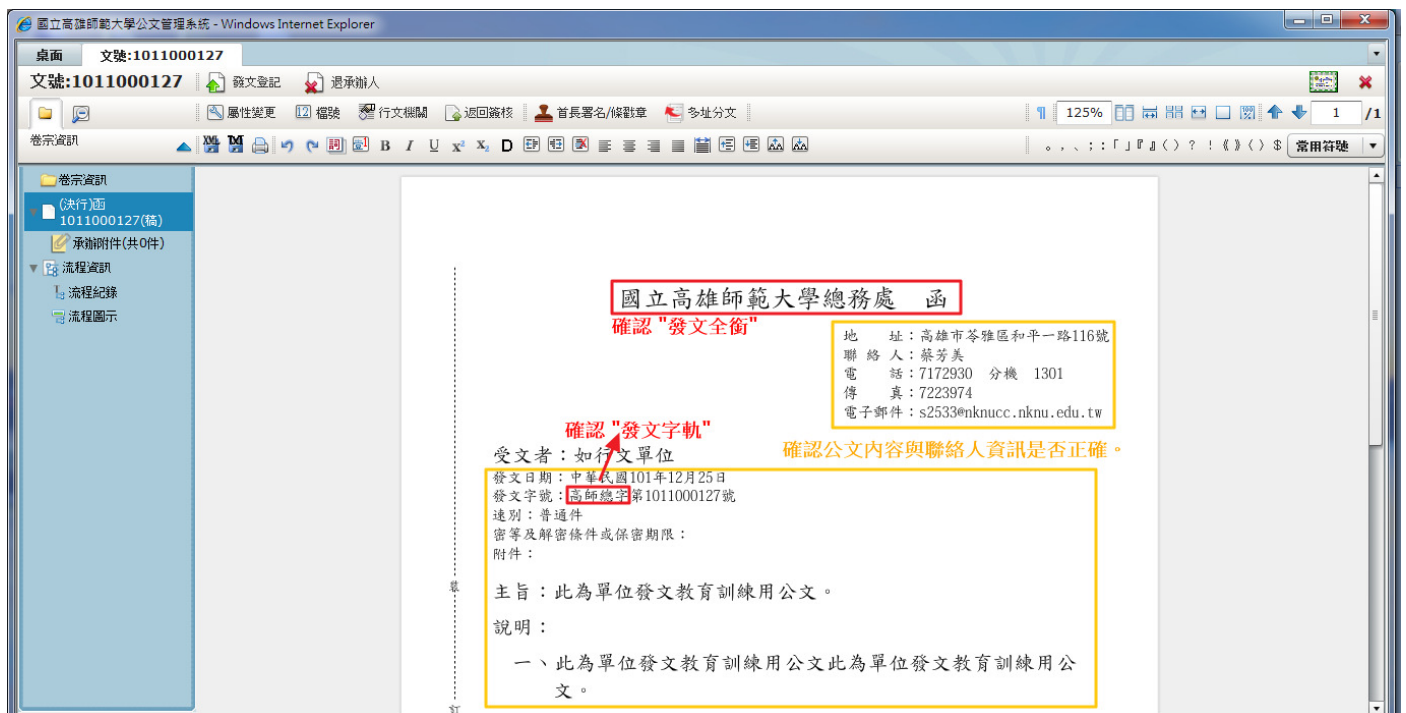 國立高雄師範大學公文管理系統 - Windows Internet Explorer
桌面 文號:1011000127
文號:1011000127 發文登記 退承辦人
屬性變更 檔號 行文機關 返回簽核 首長署名/條戳章 多址分文 125% 1 /1
卷宗資訊 B I U x² X₂ D 。,、;:「」『』()?!《》〈〉$ 常用符號
卷宗資訊
(決行)函
1011000127(稿)
承辦附件(共0件)
流程資訊
流程紀錄
流程圖示
國立高雄師範大學總務處 函
確認 "發文全銜"
地 址:高雄市苓雅區和平一路116號
聯 絡 人:蔡芳美
電 話:7172930 分機 1301
傳 真:7223974
電子郵件:s2533@nknucc.nknu.edu.tw
確認 "發文字軌"
確認公文內容與聯絡人資訊是否正確。
受文者:如行文單位
發文日期:中華民國101年12月25日
發文字號:高師總字第1011000127號
速別:普通件
密等及解密條件或保密期限:
附件:
裝
主旨:此為單位發文教育訓練用公文。
說明:
一、此為單位發文教育訓練用公文此為單位發文教育訓練用公
文。
訂